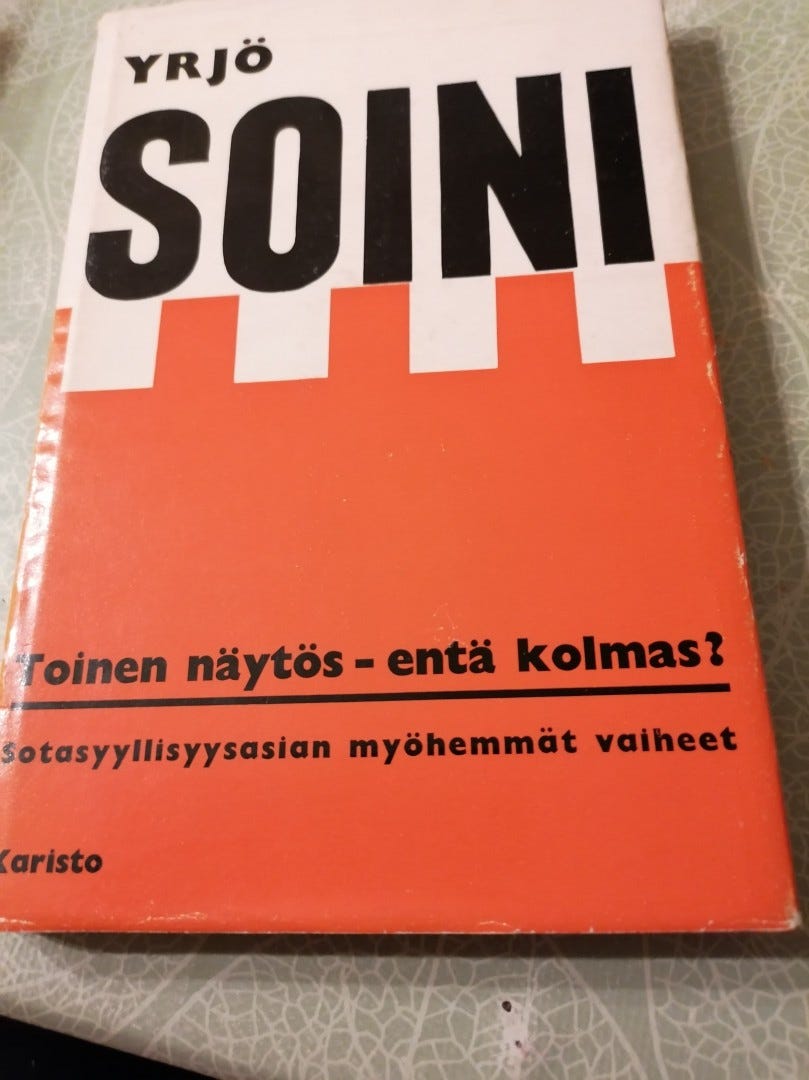 YRJÖ
SOINI
Toinen näytös - entä kolmas?
Sotasyyllisyysasian myöhemmät vaiheet
Karisto